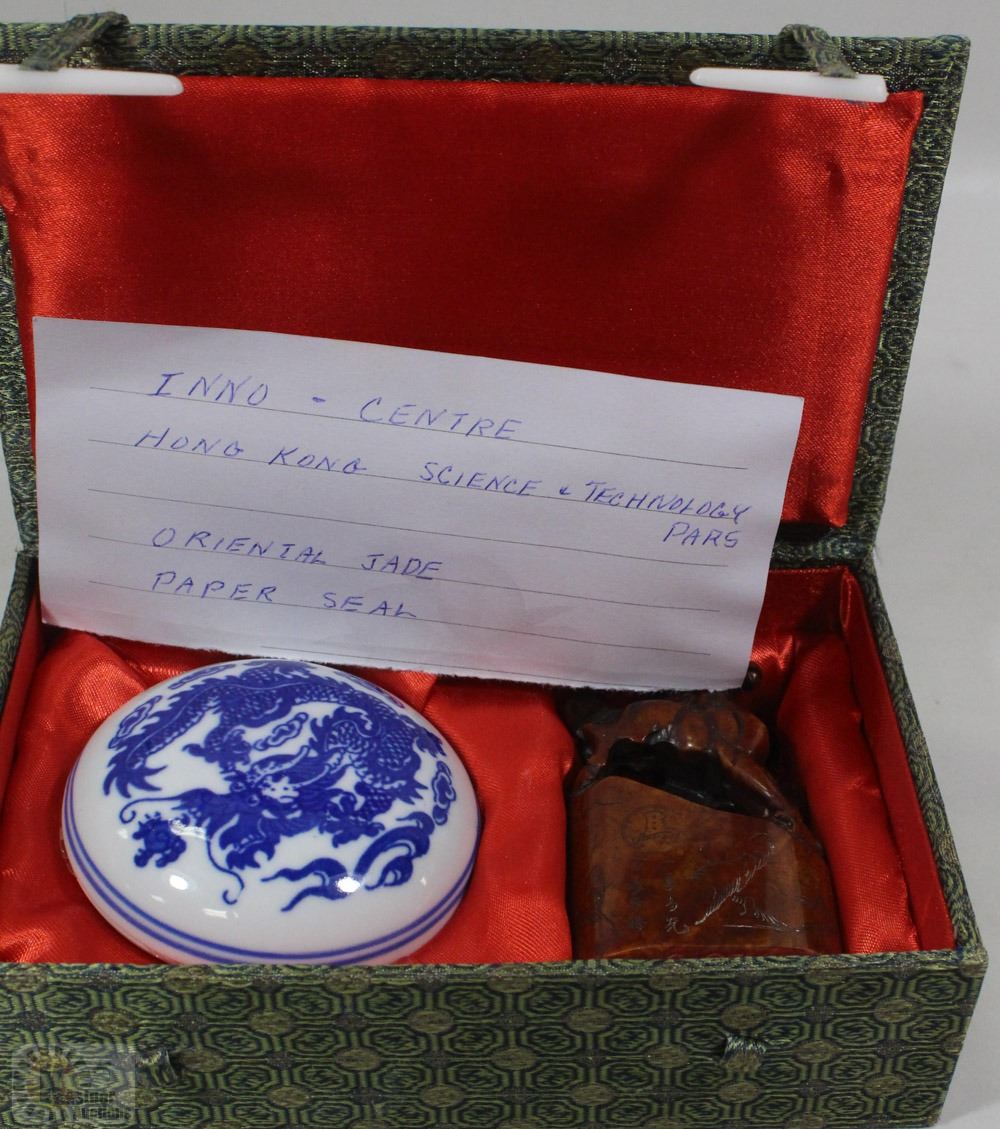 INNO - CENTRE
HONG KONG SCIENCE & TECHNOLOGY
PARS
ORIENTAL JADE
PAPER SEAL
B